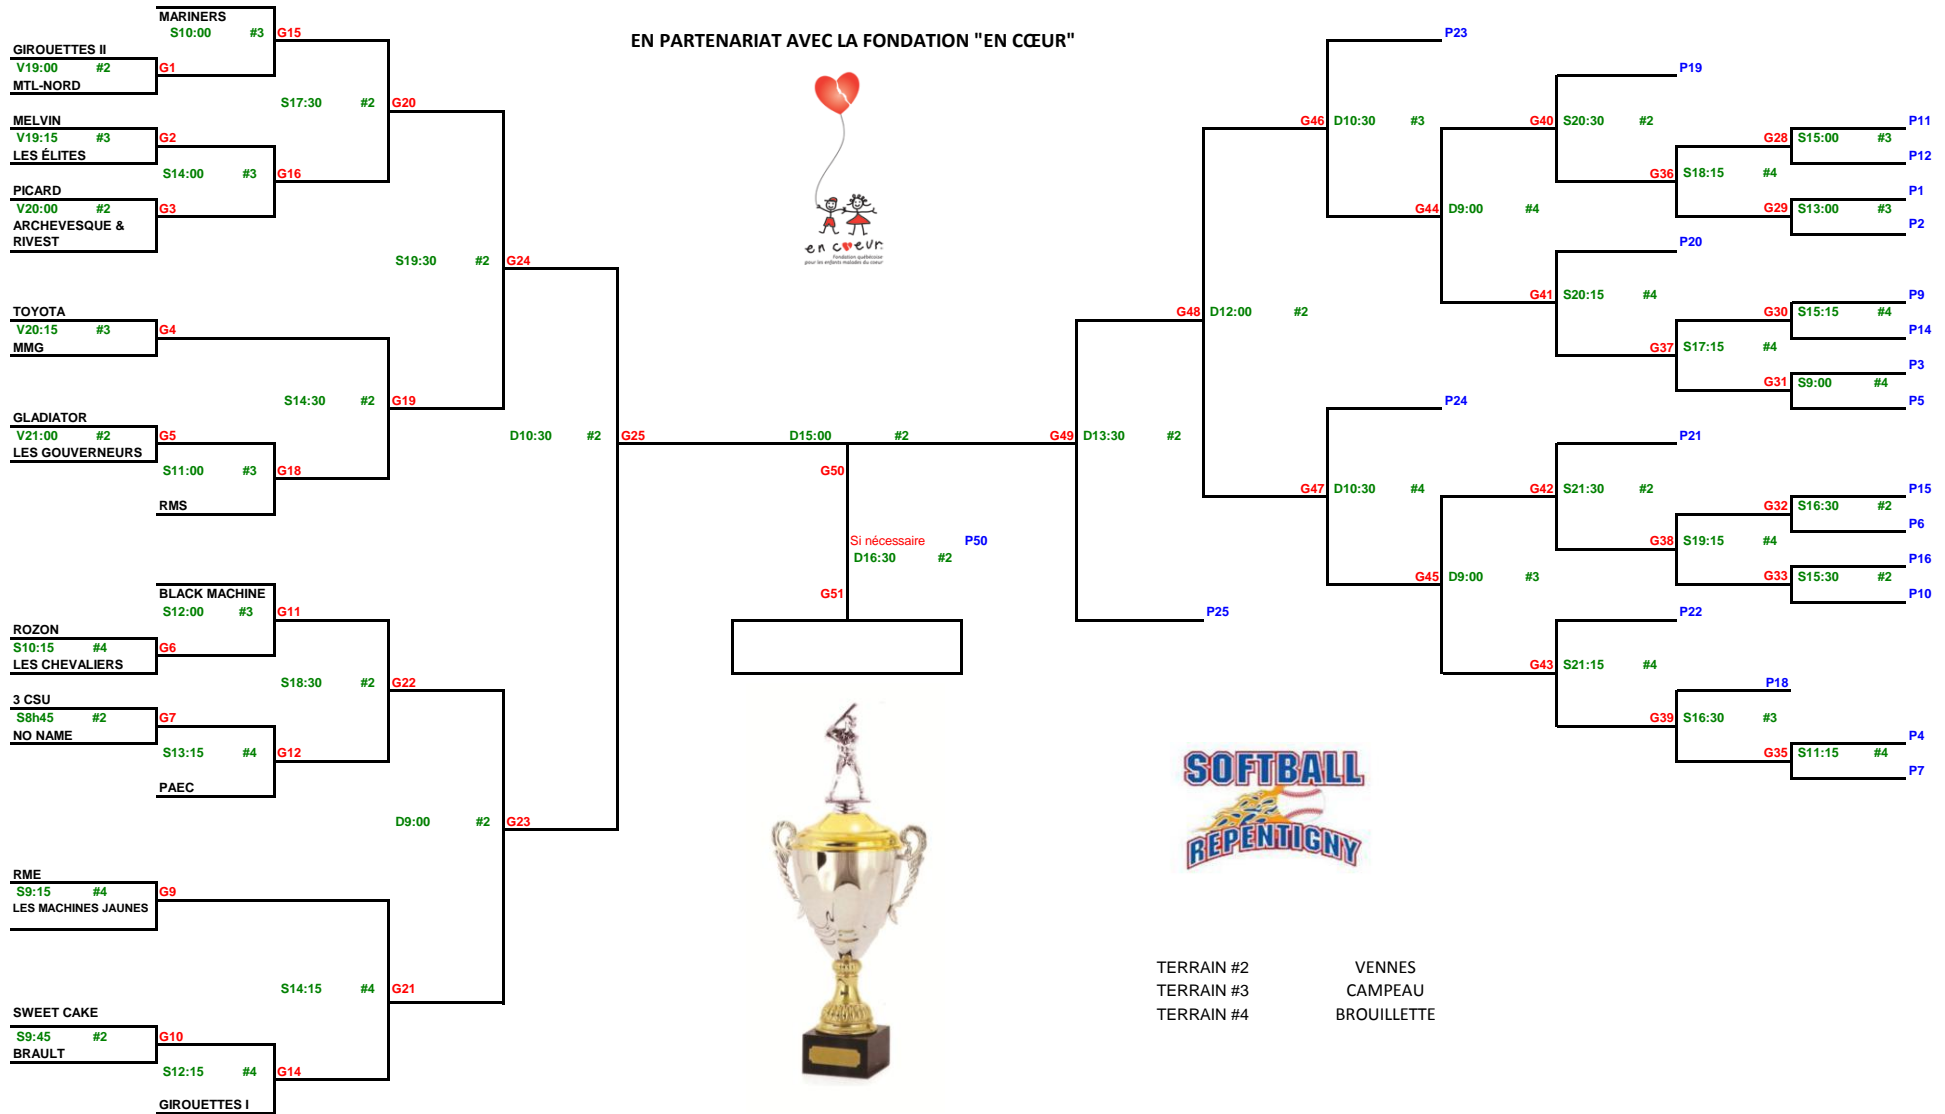 EN PARTENARIAT AVEC LA FONDATION "EN CŒUR"
MARINERS
S10:00 #3 G15
GIROUETTES II
V19:00 #2 G1
MTL-NORD
S17:30 #2 G20
MELVIN
V19:15 #3 G2
LES ÉLITES
S14:00 #3 G16
PICARD
V20:00 #2 G3
ARCHEVESQUE &
RIVEST
S19:30 #2 G24
TOYOTA
V20:15 #3 G4
MMG
S14:30 #2 G19
GLADIATOR
V21:00 #2 G5
LES GOUVERNEURS
S11:00 #3 G18
RMS
D10:30 #2 G25
BLACK MACHINE
S12:00 #3 G11
ROZON
S10:15 #4 G6
LES CHEVALIERS
S18:30 #2 G22
3 CSU
S8h45 #2 G7
NO NAME
S13:15 #4 G12
PAEC
D9:00 #2 G23
RME
S9:15 #4 G9
LES MACHINES JAUNES
S14:15 #4 G21
SWEET CAKE
S9:45 #2 G10
BRAULT
S12:15 #4 G14
GIROUETTES I
en cœur
Fondation québécoise
pour les enfants malades du coeur
D15:00 #2
G50
Si nécessaire P50
D16:30 #2
G51
P23
P19
G46 D10:30 #3
G40 S20:30 #2
P11
G28 S15:00 #3
P12
G36 S18:15 #4
P1
G29 S13:00 #3
P2
G44 D9:00 #4
P20
G41 S20:15 #4
P9
G30 S15:15 #4
P14
G37 S17:15 #4
P3
G31 S9:00 #4
P5
G48 D12:00 #2
P24
G49 D13:30 #2
P21
G47 D10:30 #4
G42 S21:30 #2
P15
G32 S16:30 #2
P6
G38 S19:15 #4
P16
G33 S15:30 #2
P10
G45 D9:00 #3
P25
P22
G43 S21:15 #4
P18
G39 S16:30 #3
P4
G35 S11:15 #4
P7
SOFTBALL
REPENTIGNY
TERRAIN #2 VENNES
TERRAIN #3 CAMPEAU
TERRAIN #4 BROUILLETTE